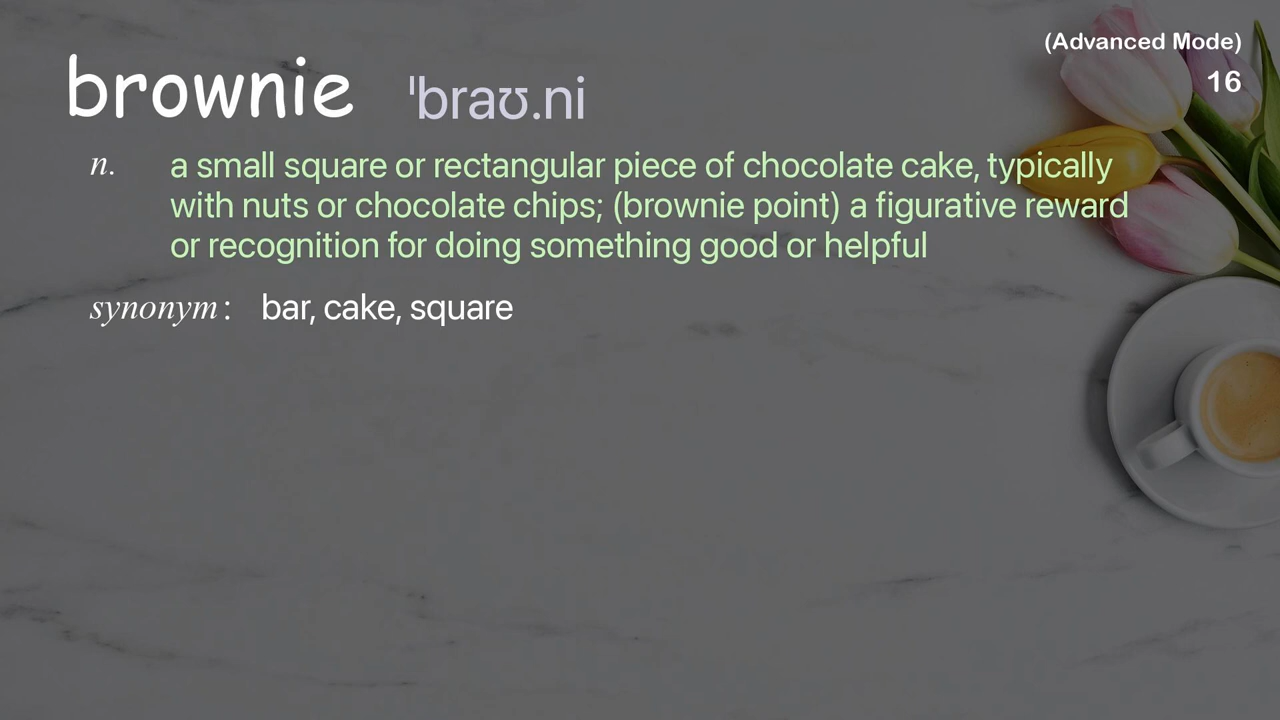 (Advanced Mode)
16
brownie ˈbraʊ.ni
n. a small square or rectangular piece of chocolate cake, typically
with nuts or chocolate chips; (brownie point) a figurative reward
or recognition for doing something good or helpful
synonym: bar, cake, square